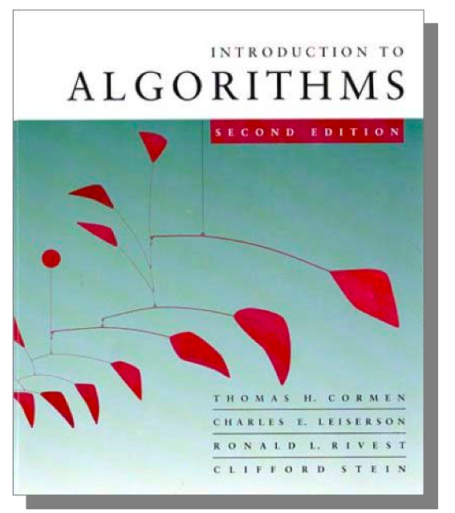 INTRODUCTION TO
ALGORITHMS
SECOND EDITION
THOMAS H. CORMEN
CHARLES E. LEISERSON
RONALD L. RIVEST
CLIFFORD STEIN